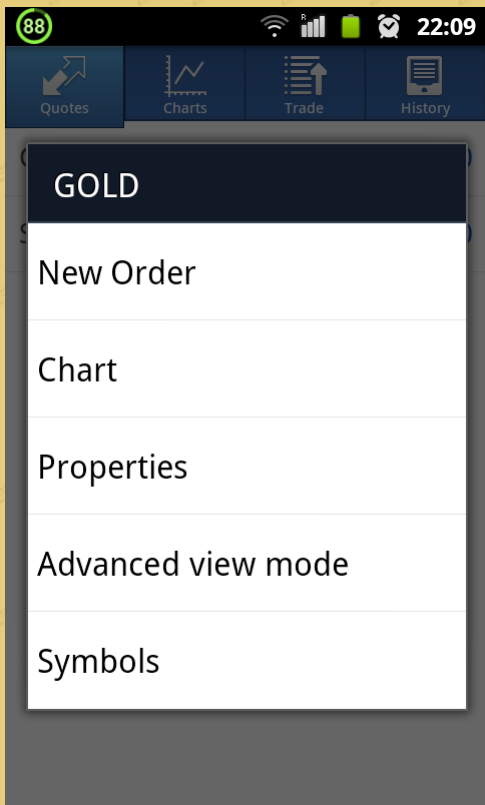 88 R 22:09
Quotes Charts Trade History
GOLD
New Order
Chart
Properties
Advanced view mode
Symbols